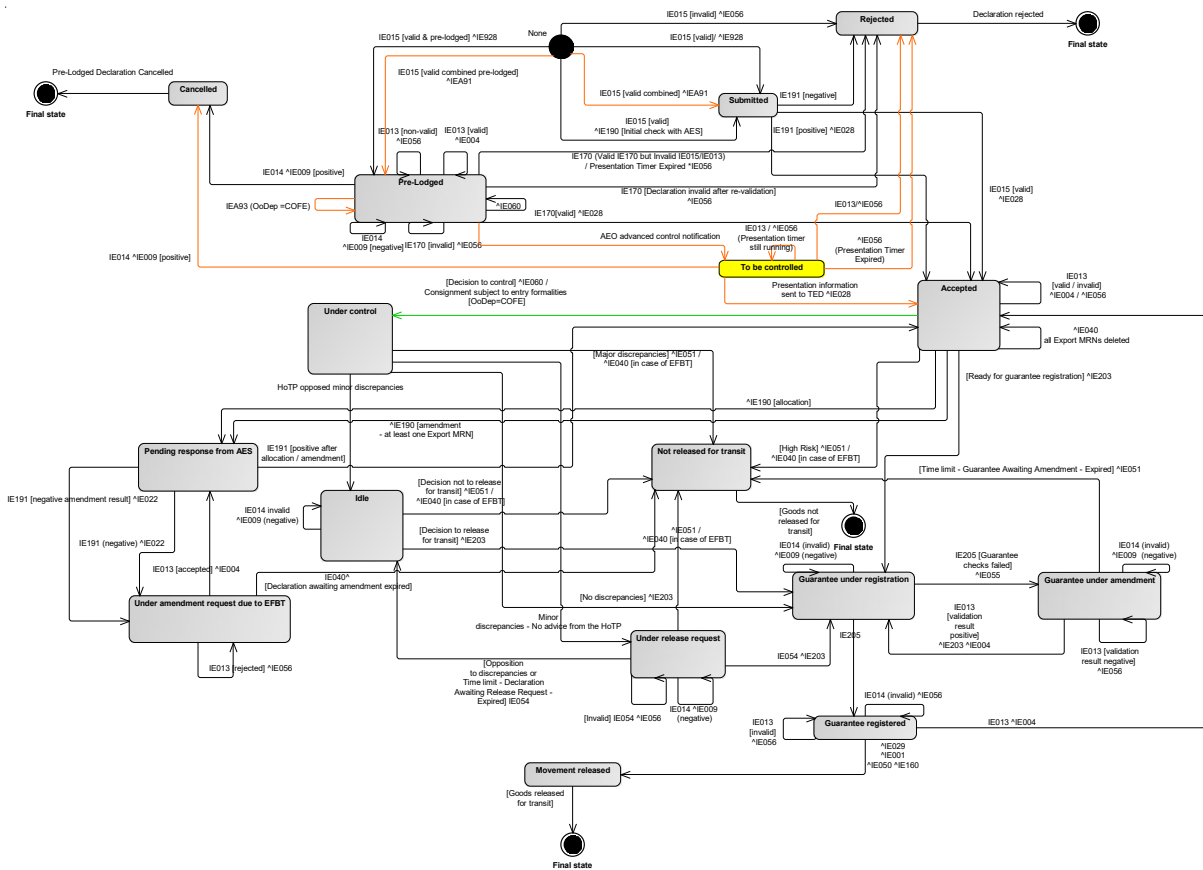 IE015 [invalid] ^IE056
Rejected
Declaration rejected
Final state
None
IE015 [valid & pre-lodged] ^IE928
IE015 [valid]/ ^IE928
IE015 [valid combined pre-lodged]
^IEA91
Pre-Lodged Declaration Cancelled
Cancelled
Final state
IE015 [valid combined] ^IEA91
Submitted
IE191 [negative]
IE015 [valid]
^IE190 [Initial check with AES]
IE191 [positive] ^IE028
IE013 [non-valid]
^IE056
IE013 [valid]
^IE004
IE170 (Valid IE170 but Invalid IE015/IE013)
/ Presentation Timer Expired ^IE056
IE014 ^IE009 [positive]
Pre-Lodged
IE170 [Declaration invalid after re-validation]
^IE056
IE015 [valid]
^IE028
IEA93 (OoDep =COFE)
^IE060
IE170[valid] ^IE028
IE013/^IE056
IE014
^IE009 [negative]
IE170 [invalid] ^IE056
AEO advanced control notification
IE013 / ^IE056
(Presentation timer
still running)
^IE056
(Presentation Timer
Expired)
IE014 ^IE009 [positive]
To be controlled
[Decision to control] ^IE060 /
Consignment subject to entry formalities
[OoDep=COFE]
Presentation information
sent to TED ^IE028
Accepted
IE013
[valid / invalid]
^IE004 / ^IE056
Under control
^IE040
all Export MRNs deleted
[Major discrepancies] ^IE051 /
^IE040 [in case of EFBT]
[Ready for guarantee registration] ^IE203
HoTP opposed minor discrepancies
^IE190 [allocation]
^IE190 [amendment
- at least one Export MRN]
Pending response from AES
IE191 [positive after
allocation / amendment]
Not released for transit
[High Risk] ^IE051 /
^IE040 [in case of EFBT]
[Time limit - Guarantee Awaiting Amendment - Expired] ^IE051
IE191 [negative amendment result] ^IE022
Idle
[Decision not to release
for transit] ^IE051 /
^IE040 [in case of EFBT]
IE014 invalid
^IE009 (negative)
[Goods not
released for
transit]
Final state
IE191 (negative) ^IE022
[Decision to release
for transit] ^IE203
^IE051 /
^IE040 [in case of EFBT]
IE014 (invalid)
^IE009 (negative)
IE205 [Guarantee
checks failed]
^IE055
IE014 (invalid)
^IE009 (negative)
IE013 [accepted] ^IE004
IE040^
[Declaration awaiting amendment expired]
Guarantee under registration
Guarantee under amendment
Under amendment request due to EFBT
[No discrepancies] ^IE203
Minor
discrepancies - No advice from the HoTP
IE013
[validation
result
positive]
^IE203 ^IE004
Under release request
IE205
IE013 [rejected] ^IE056
[Opposition
to discrepancies or
Time limit - Declaration
Awaiting Release Request -
Expired] IE054
IE054 ^IE203
IE013 [validation
result negative]
^IE056
[Invalid] IE054 ^IE056
IE014 ^IE009
(negative)
IE014 (invalid) ^IE056
IE013
[invalid]
^IE056
Guarantee registered
IE013 ^IE004
^IE029
^IE001
^IE050 ^IE160
Movement released
[Goods released
for transit]
Final state